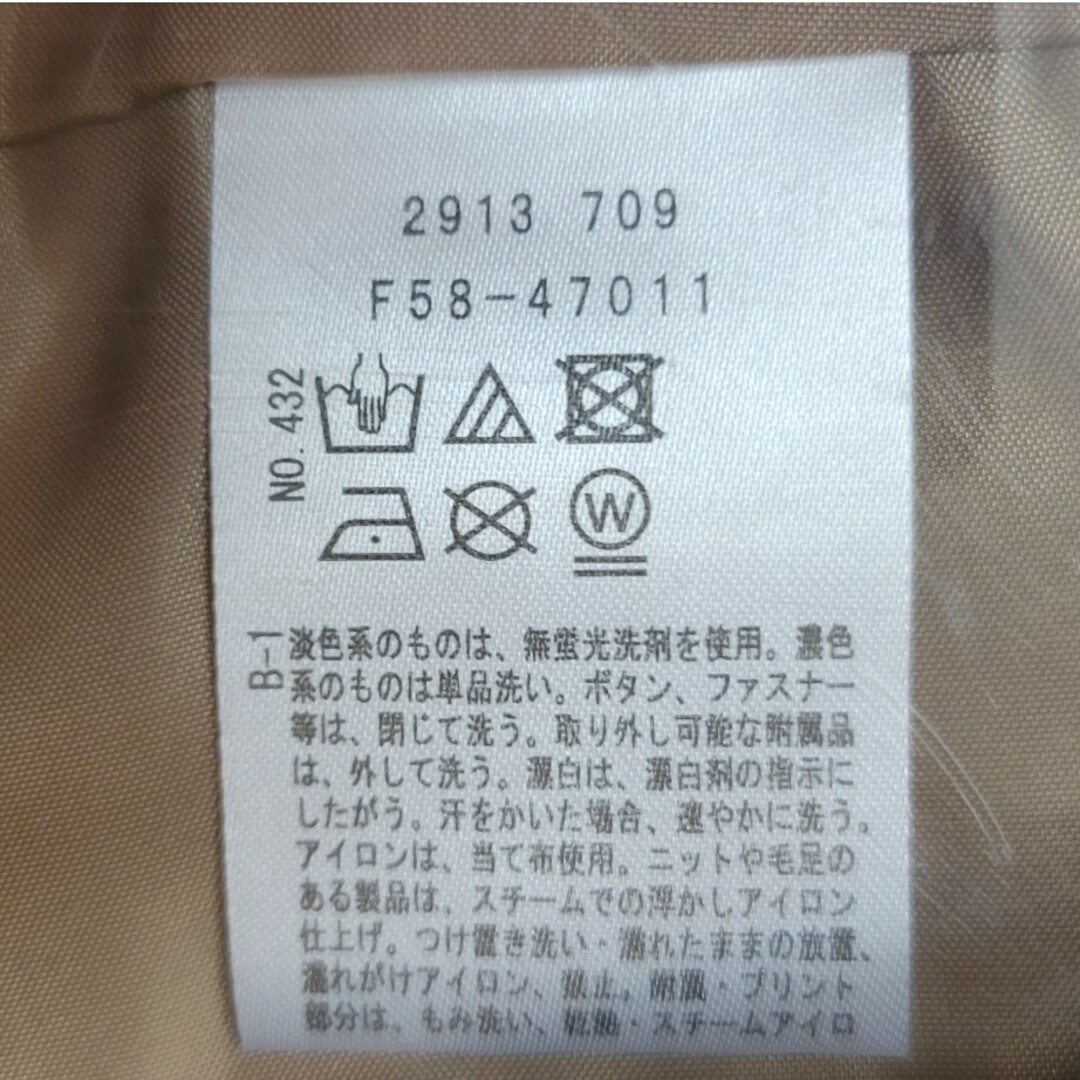 2913 709
F58-47011
NO. 432
W
B-1
淡色系のものは、無蛍光洗剤を使用。濃色
系のものは単品洗い。ボタン、ファスナー
等は、閉じて洗う。取り外し可能な附属品
は、外して洗う。漂白は、漂白剤の指示に
したがう。汗をかいた場合、速やかに洗う。
アイロンは、当て布使用。ニットや毛足の
ある製品は、スチームでの浮かしアイロン
仕上げ。つけ置き洗い・濡れたままの放置、
濡れがけアイロン、禁止。附属・プリント
部分は、もみ洗い、乾熱・スチームアイロ